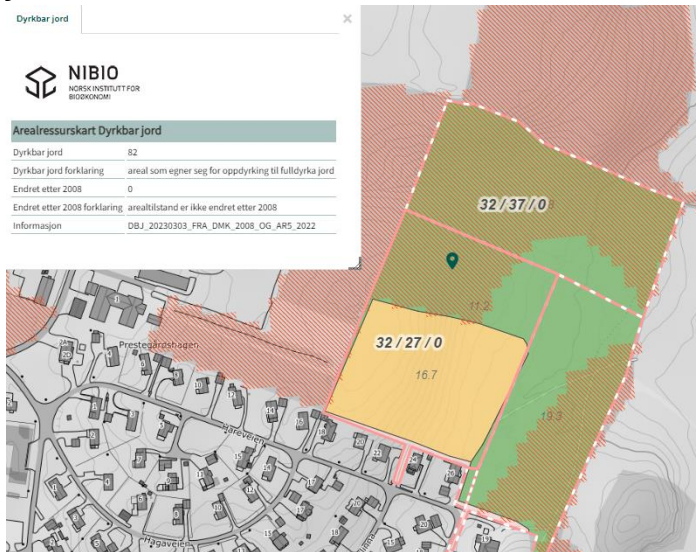 Dyrkbar jord
×
NIBIO
NORSK INSTITUTT FOR
BIOØKONOMI
Arealressurskart Dyrkbar jord
Dyrkbar jord 82
Dyrkbar jord forklaring areal som egner seg for oppdyrking til fulldyrka jord
Endret etter 2008 0
Endret etter 2008 forklaring arealtilstand er ikke endret etter 2008
Informasjon DBJ_20230303_FRA_DMK_2008_OG_AR5_2022
32 / 37 / 0
11.2
32 / 27 / 0
16.7
19.3
Prestegårdshagen
Hareveien
Hagaveien